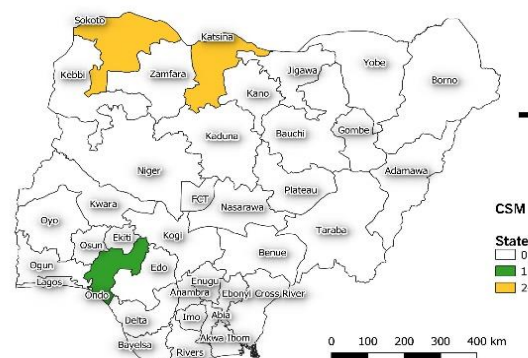 Sokoto
Katsina
Yobe
Borno
Kebbi
Zamfara
Jigawa
Kano
Kaduna
Bauchi
Gombe
Adamawa
Niger
FCT
Plateau
Nasarawa
Kwara
Oyo
Taraba
Kogi
Ekiti
Osun
Benue
Edo
Ogun
Lagos
Ondo
Enugu
Anambra
Ebonyi
Cross River
Delta
Imo
Abia
Bayelsa
Rivers
Akwa Ibom
CSM
State
0
1
2
0 100 200 300 400 km